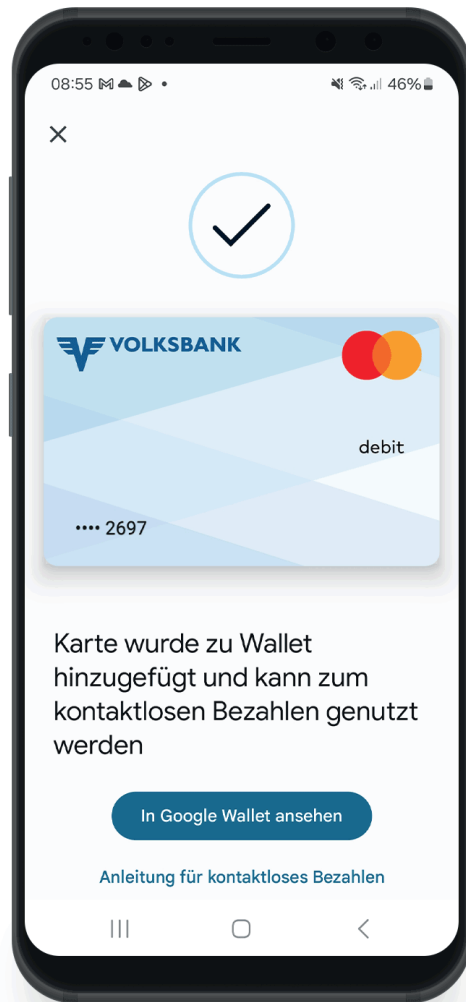 08:55
46%
VOLKSBANK
debit
•••• 2697
Karte wurde zu Wallet
hinzugefügt und kann zum
kontaktlosen Bezahlen genutzt
werden
In Google Wallet ansehen
Anleitung für kontaktloses Bezahlen